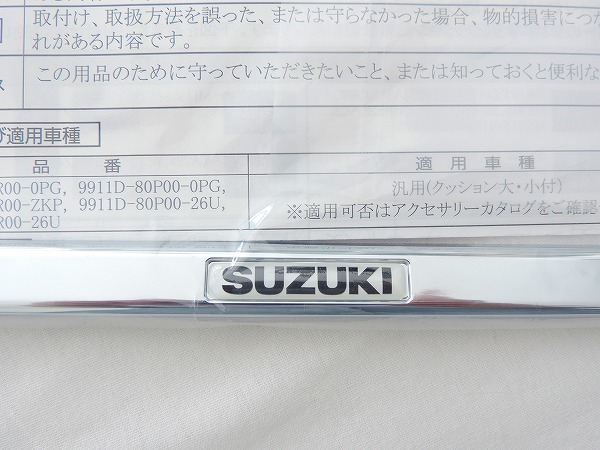 取付け、取扱方法を誤った、または守らなかった場合、物的損害につ
れがある内容です。
この用品のために守っていただきたいこと、または知っておくと便利な
ス
適用車種
品 番
適用車種
R00-0PG, 9911D-80P00-0PG,
汎用(クッション大・小付)
R00-ZKP, 9911D-80P00-26U,
※適用可否はアクセサリーカタログをご確認
R00-26U
SUZUKI